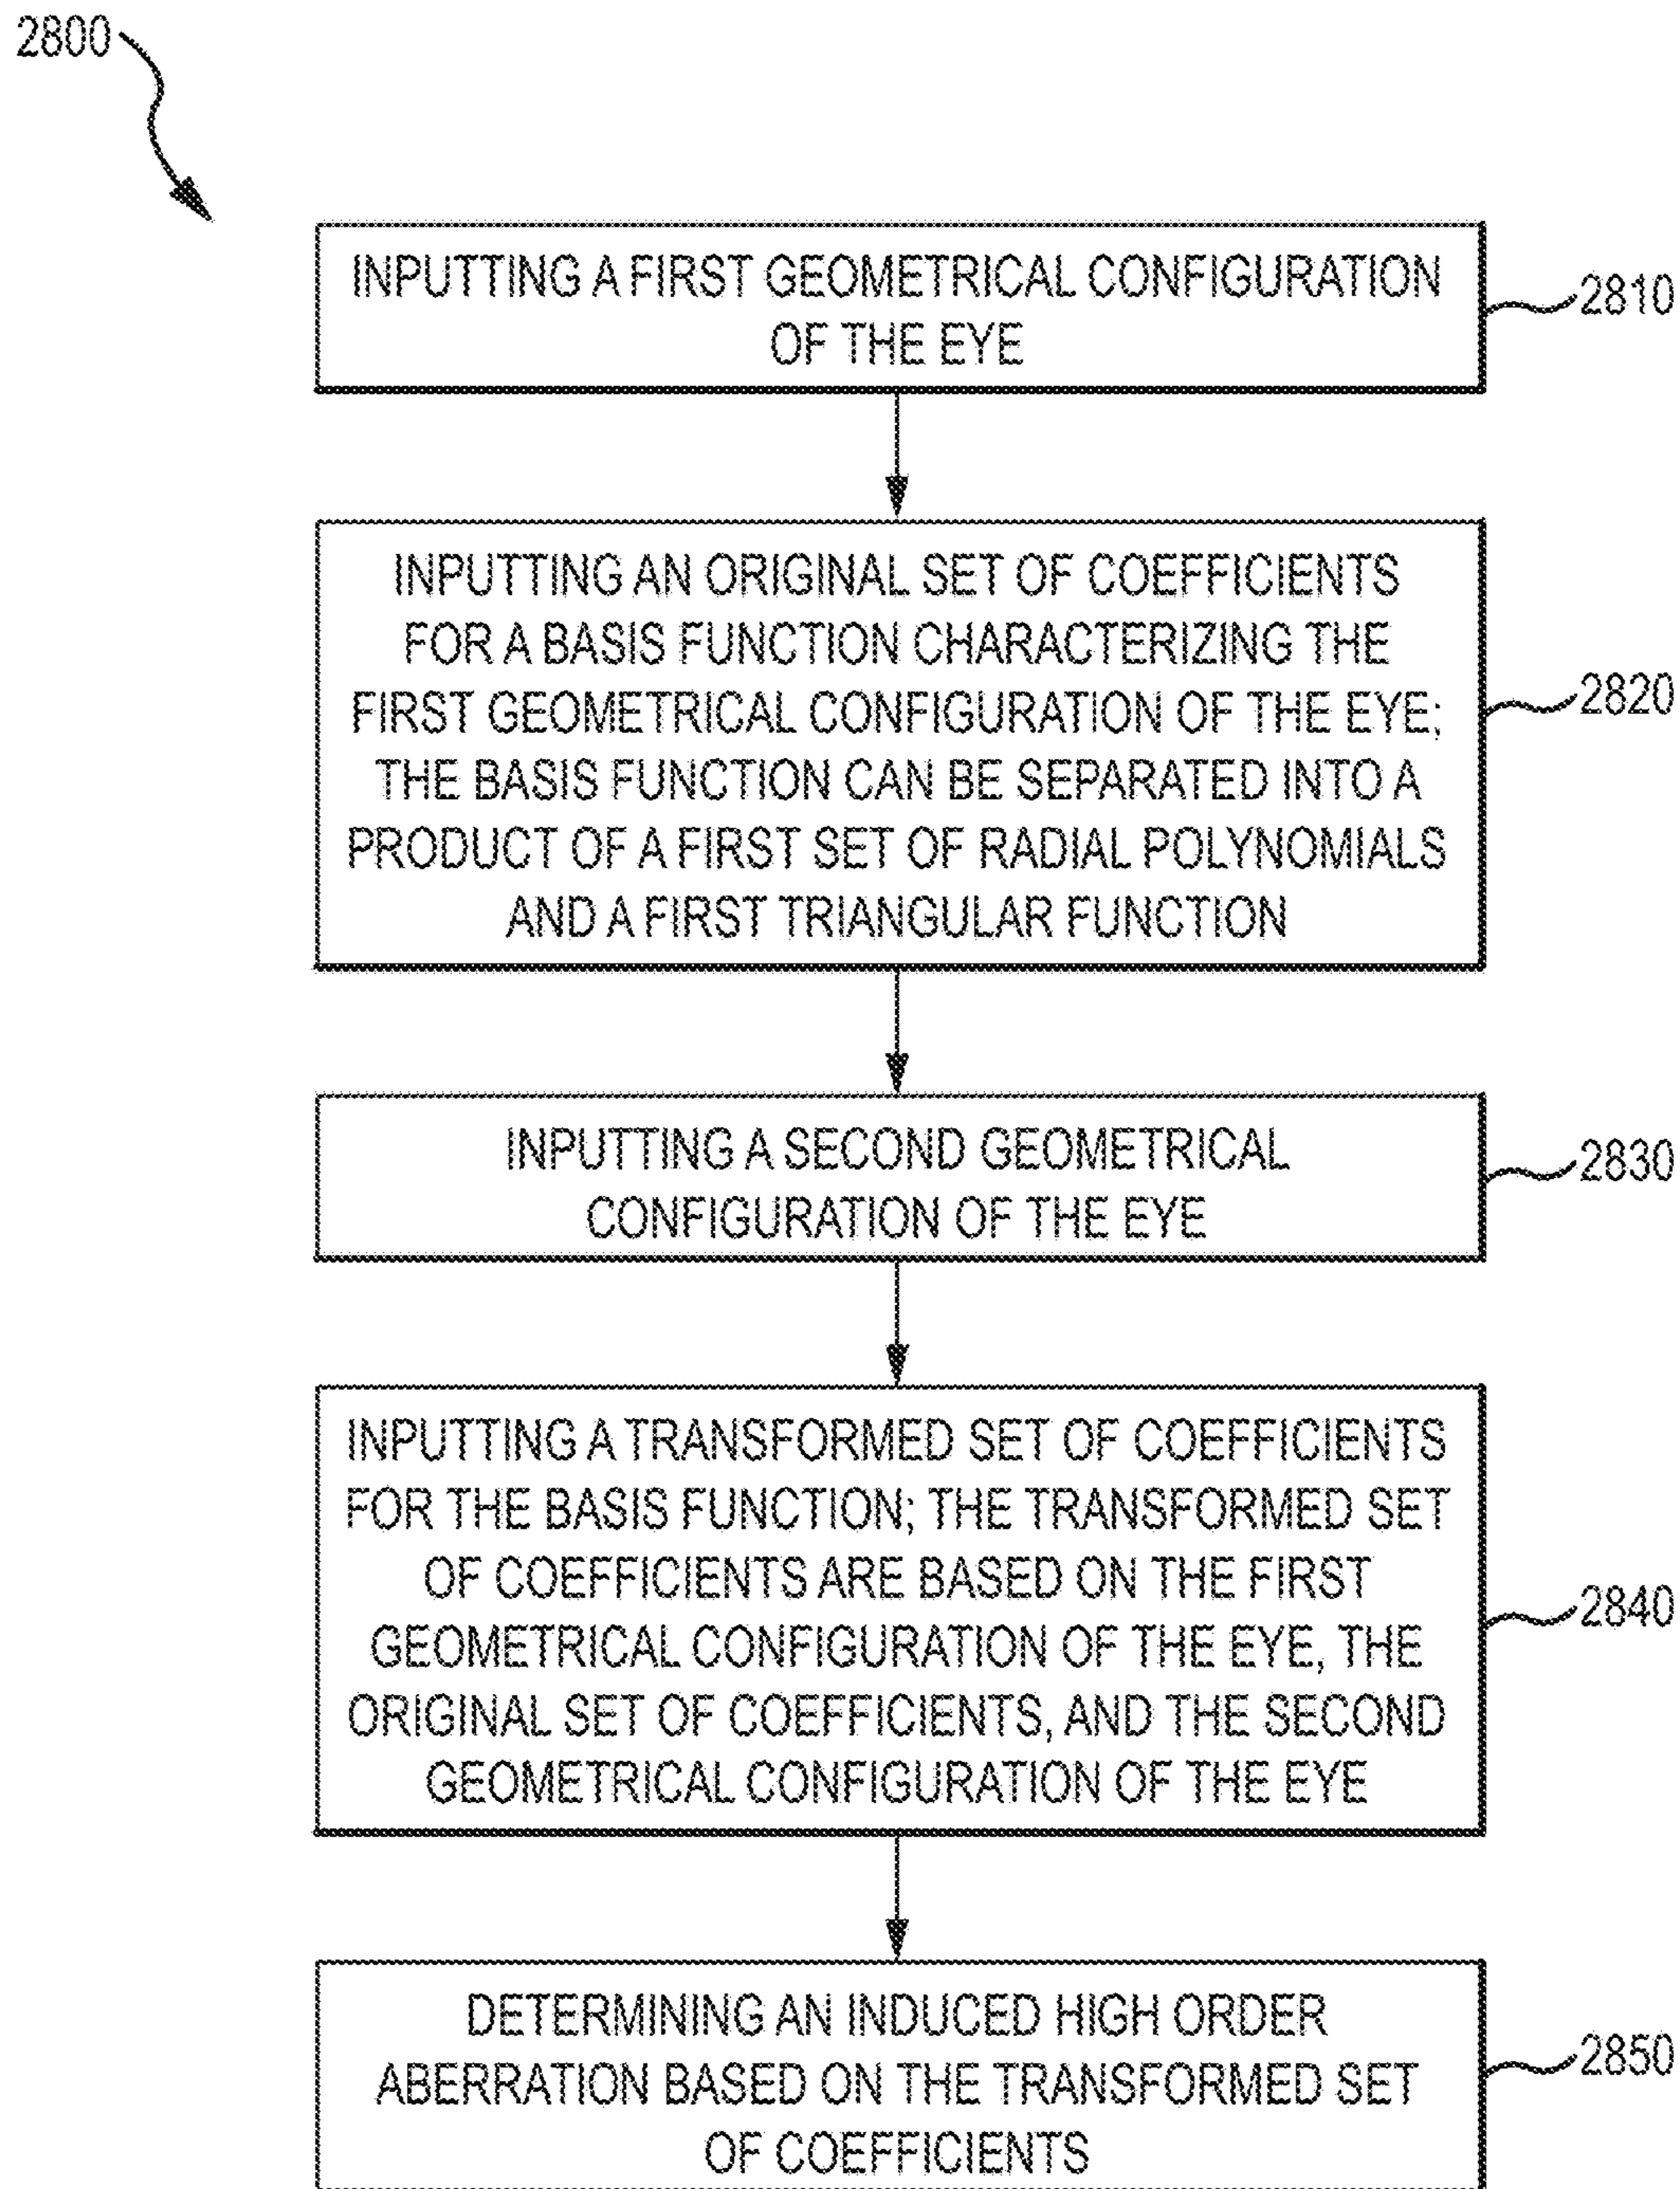 2800
INPUTTING A FIRST GEOMETRICAL CONFIGURATION
OF THE EYE
2810
INPUTTING AN ORIGINAL SET OF COEFFICIENTS
FOR A BASIS FUNCTION CHARACTERIZING THE
FIRST GEOMETRICAL CONFIGURATION OF THE EYE;
THE BASIS FUNCTION CAN BE SEPARATED INTO A
PRODUCT OF A FIRST SET OF RADIAL POLYNOMIALS
AND A FIRST TRIANGULAR FUNCTION
2820
INPUTTING A SECOND GEOMETRICAL
CONFIGURATION OF THE EYE
2830
INPUTTING A TRANSFORMED SET OF COEFFICIENTS
FOR THE BASIS FUNCTION; THE TRANSFORMED SET
OF COEFFICIENTS ARE BASED ON THE FIRST
GEOMETRICAL CONFIGURATION OF THE EYE, THE
ORIGINAL SET OF COEFFICIENTS, AND THE SECOND
GEOMETRICAL CONFIGURATION OF THE EYE
2840
DETERMINING AN INDUCED HIGH ORDER
ABERRATION BASED ON THE TRANSFORMED SET
OF COEFFICIENTS
2850